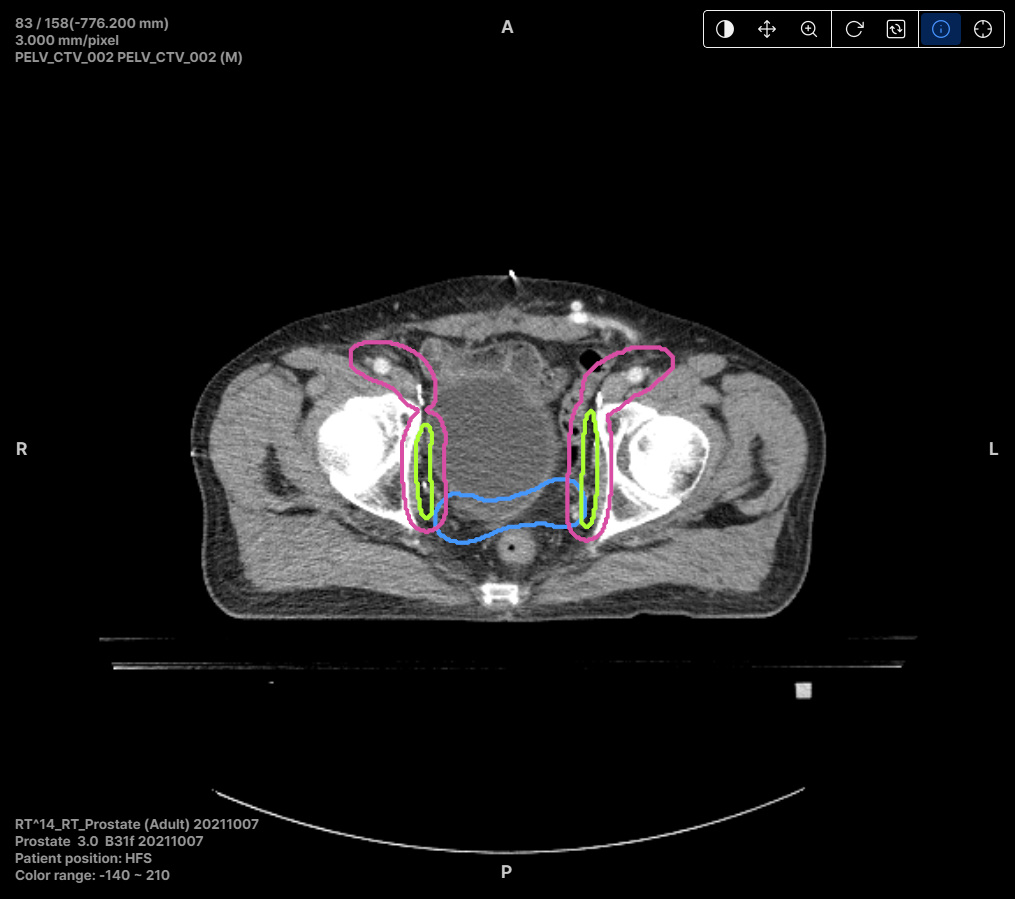 83 / 158(-776.200 mm)
3.000 mm/pixel
PELV_CTV_002 PELV_CTV_002 (M)
A
R
L
RT^14_RT_Prostate (Adult) 20211007
Prostate  3.0  B31f 20211007
Patient position: HFS
Color range: -140 ~ 210
P